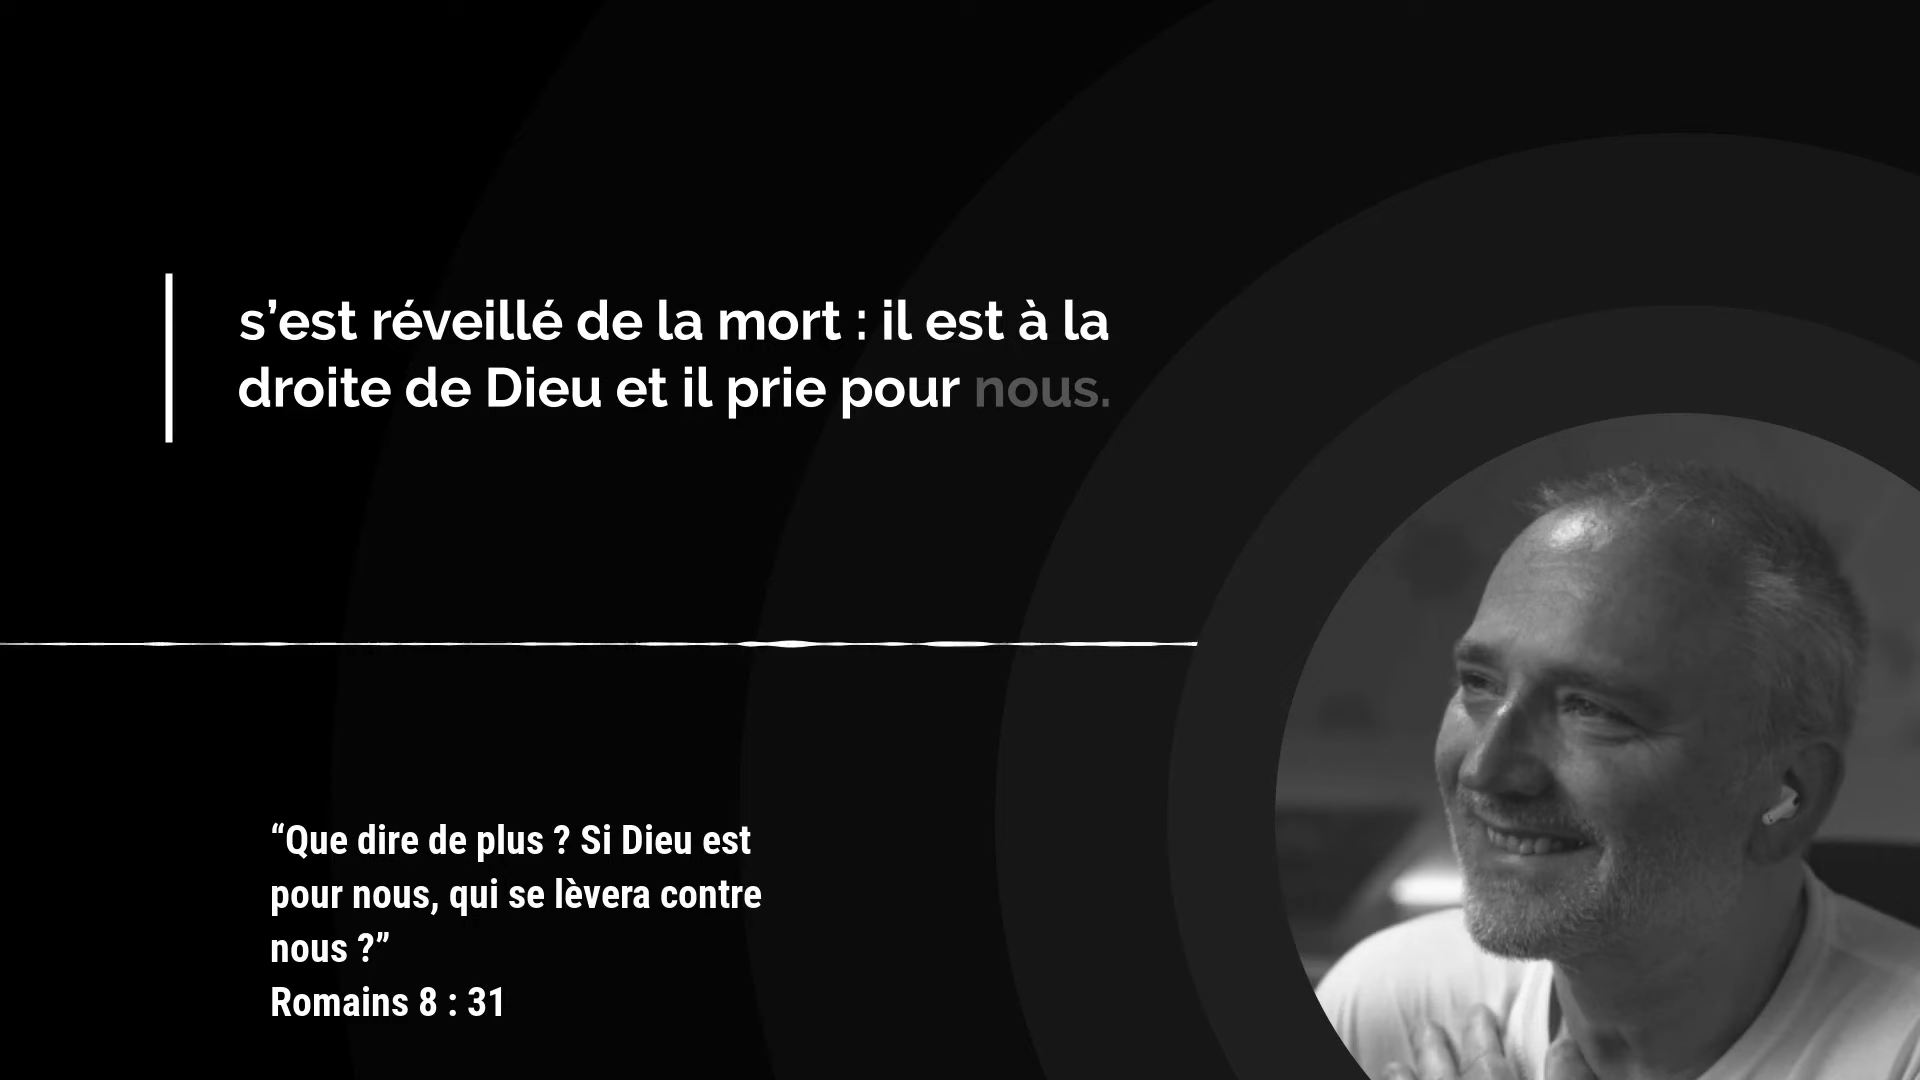 s’est réveillé de la mort : il est à la
droite de Dieu et il prie pour nous.
“Que dire de plus ? Si Dieu est
pour nous, qui se lèvera contre
nous ?”
Romains 8 : 31